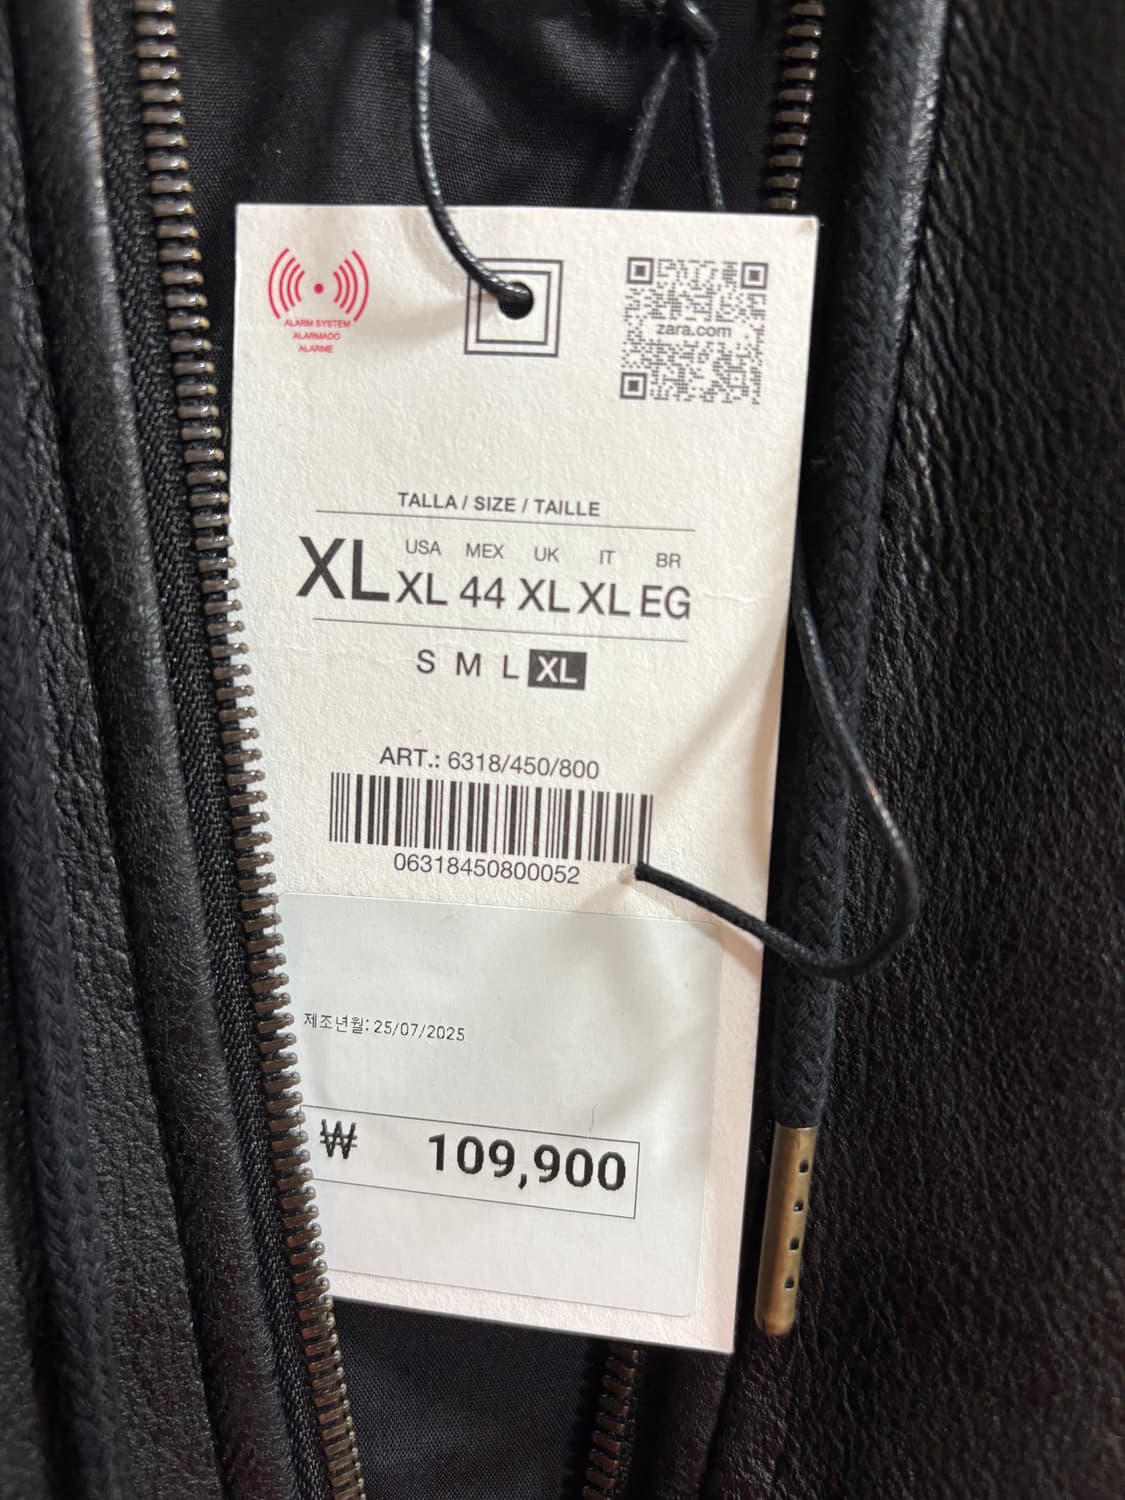 ALARM SYSTEM
ALARMADO
ALARME
zara.com
TALLA / SIZE / TAILLE
USA MEX UK IT BR
XL XL 44 XL XL EG
S M L XL
ART.: 6318/450/800
06318450800052
제조년월: 25/07/2025
₩ 109,900